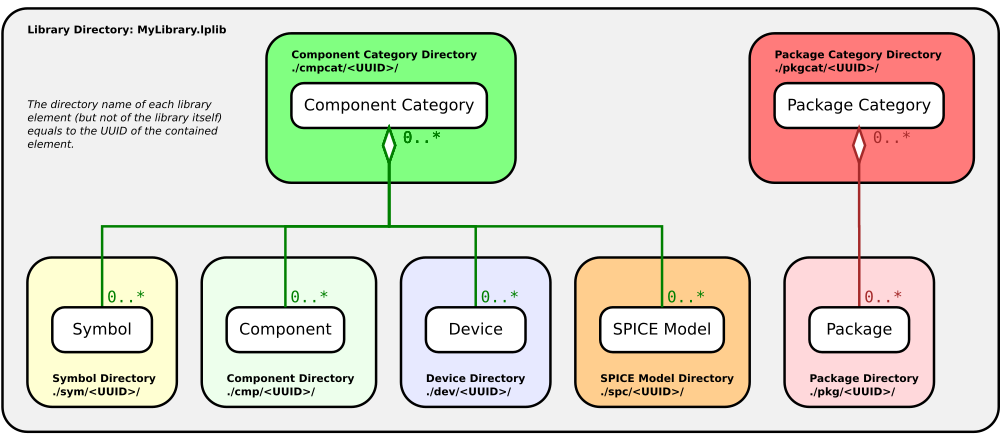 Library Directory: MyLibrary.lplib
The directory name of each library
element (but not of the library itself)
equals to the UUID of the contained
element.
Component Category Directory
./cmpcat/<UUID>/
Component Category
0..*
Package Category Directory
./pkgcat/<UUID>/
Package Category
0..*
0..*
Symbol
Symbol Directory
./sym/<UUID>/
0..*
Component
Component Directory
./cmp/<UUID>/
0..*
Device
Device Directory
./dev/<UUID>/
0..*
SPICE Model
SPICE Model Directory
./spc/<UUID>/
0..*
Package
Package Directory
./pkg/<UUID>/